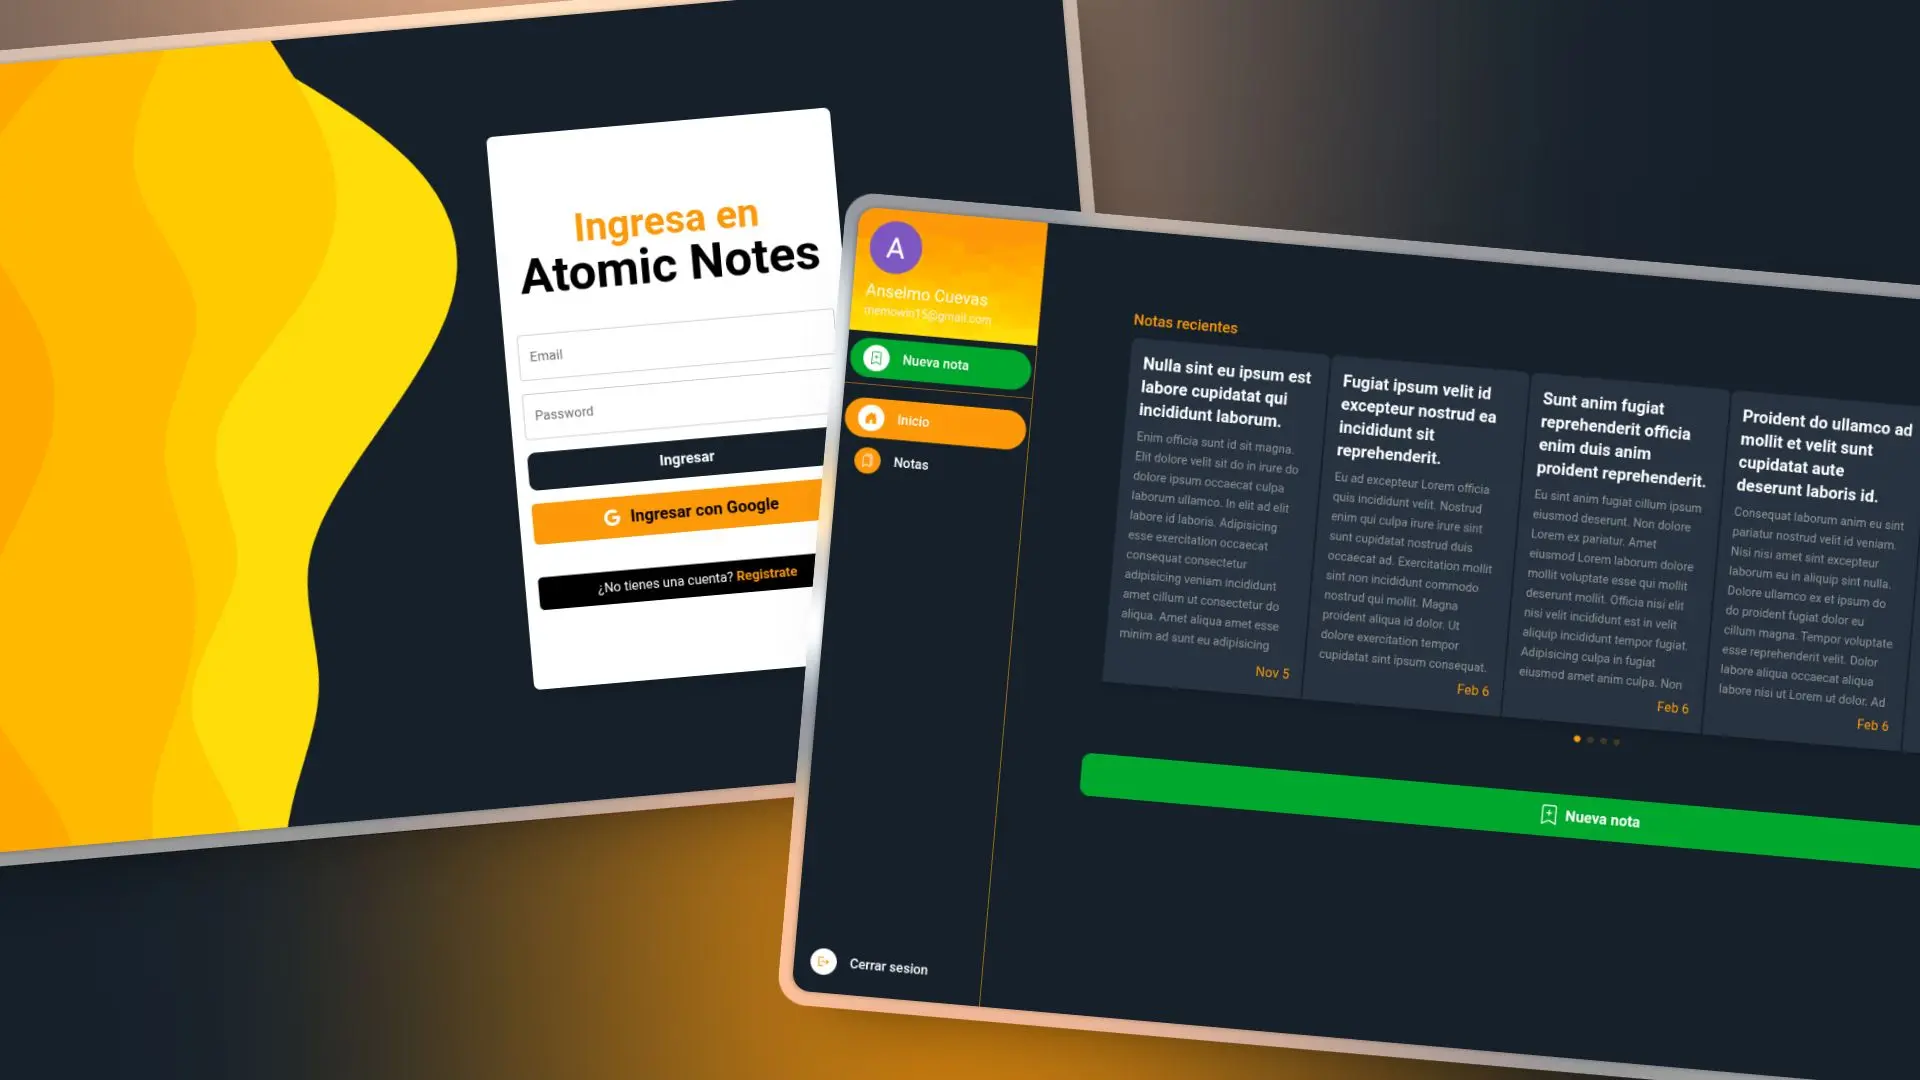 Ingresa en
Atomic Notes
Email
Password
Ingresar
Ingresar con Google
¿No tienes una cuenta? Registrate
A
Anselmo Cuevas
memowin15@gmail.com
Nueva nota
Inicio
Notas
Cerrar sesion
Notas recientes
Nulla sint eu ipsum est
labore cupidatat qui
incididunt laborum.
Enim officia sunt id sit magna.
Elit dolore velit sit do in irure do
dolore ipsum occaecat culpa
laborum ullamco. In elit ad elit
labore id laboris. Adipisicing
esse exercitation occaecat
consequat consectetur
adipisicing veniam incididunt
amet cillum ut consectetur do
aliqua. Amet aliqua amet esse
minim ad sunt eu adipisicing
Nov 5
Fugiat ipsum velit id
excepteur nostrud ea
incididunt sit
reprehenderit.
Eu ad excepteur Lorem officia
quis incididunt velit. Nostrud
enim qui culpa irure irure sint
sunt cupidatat nostrud duis
occaecat ad. Exercitation mollit
sint non incididunt commodo
nostrud qui mollit. Magna
proident aliqua id dolor. Ut
dolore exercitation tempor
cupidatat sint ipsum consequat.
Feb 6
Sunt anim fugiat
reprehenderit officia
enim duis anim
proident reprehenderit.
Eu sint anim fugiat cillum ipsum
eiusmod deserunt. Non dolore
Lorem ex pariatur. Amet
eiusmod Lorem laborum dolore
mollit voluptate esse qui mollit
deserunt mollit. Officia nisi elit
nisi velit incididunt est in velit
aliquip incididunt tempor fugiat.
Adipisicing culpa in fugiat
eiusmod amet anim culpa. Non
Feb 6
Proident do ullamco ad
mollit et velit sunt
cupidatat aute
deserunt laboris id.
Consequat laborum anim eu sint
pariatur nostrud velit id veniam.
Nisi nisi amet sint excepteur
laborum eu in aliquip sint nulla.
Dolore ullamco ex et ipsum do
do proident fugiat dolor eu
cillum magna. Tempor voluptate
esse reprehenderit velit. Dolor
labore aliqua occaecat aliqua
labore nisi ut Lorem ut dolor. Ad
Feb 6
Nueva nota